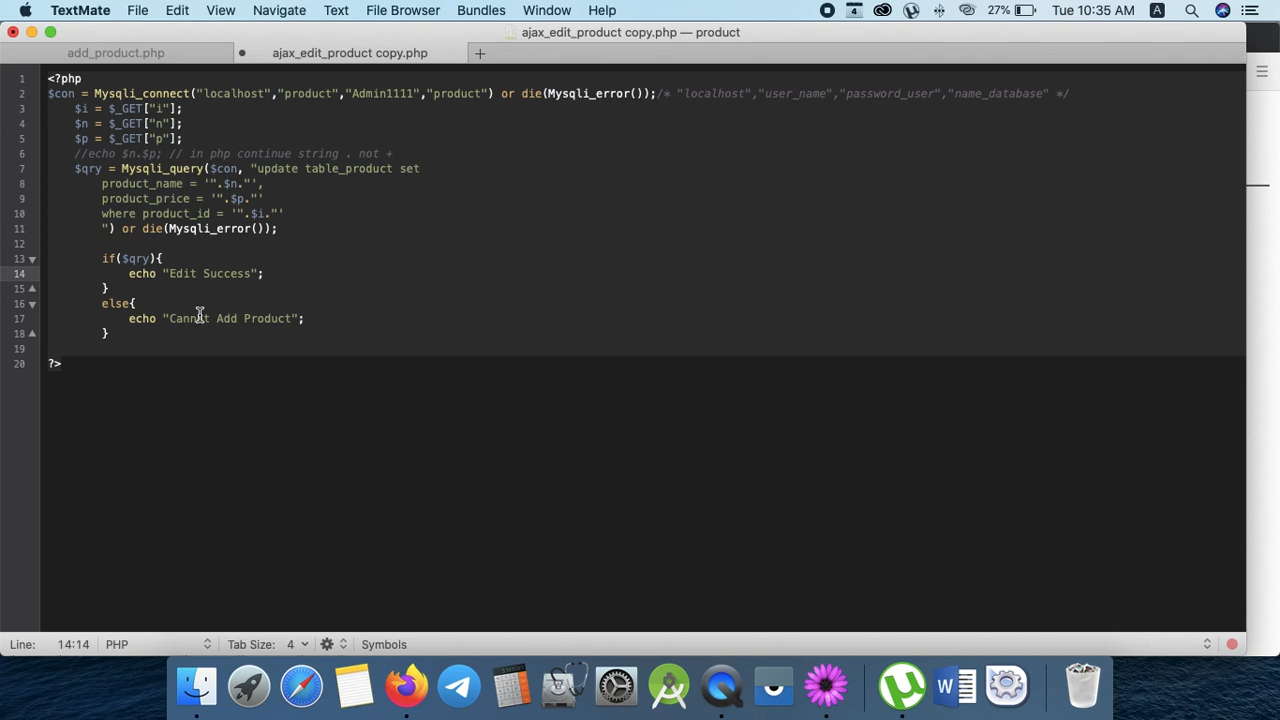 TextMate File Edit View Navigate Text File Browser Bundles Window Help 4 27% Tue 10:35 AM A
ajax_edit_product copy.php — product
add_product.php ajax_edit_product copy.php +
1 <?php
2 $con = Mysqli_connect("localhost","product","Admin1111","product") or die(Mysqli_error());/* "localhost","user_name","password_user","name_database" */
3 $i = $_GET["i"];
4 $n = $_GET["n"];
5 $p = $_GET["p"];
6 //echo $n.$p; // in php continue string . not +
7 $qry = Mysqli_query($con, "update table_product set
8 product_name = '".$n."',
9 product_price = '".$p."'
10 where product_id = '".$i."'
11 ") or die(Mysqli_error());
12
13 if($qry){
14 echo "Edit Success";
15 }
16 else{
17 echo "Cannot Add Product";
18 }
19
20 ?>
Line: 14:14 PHP Tab Size: 4 Symbols